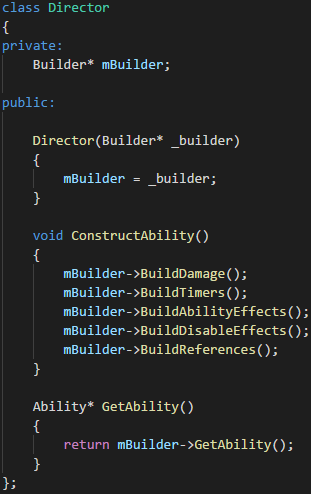 class Director
{
private:
    Builder* mBuilder;

public:

    Director(Builder* _builder)
    {
        mBuilder = _builder;
    }

    void ConstructAbility()
    {
        mBuilder->BuildDamage();
        mBuilder->BuildTimers();
        mBuilder->BuildAbilityEffects();
        mBuilder->BuildDisableEffects();
        mBuilder->BuildReferences();
    }

    Ability* GetAbility()
    {
        return mBuilder->GetAbility();
    }
};